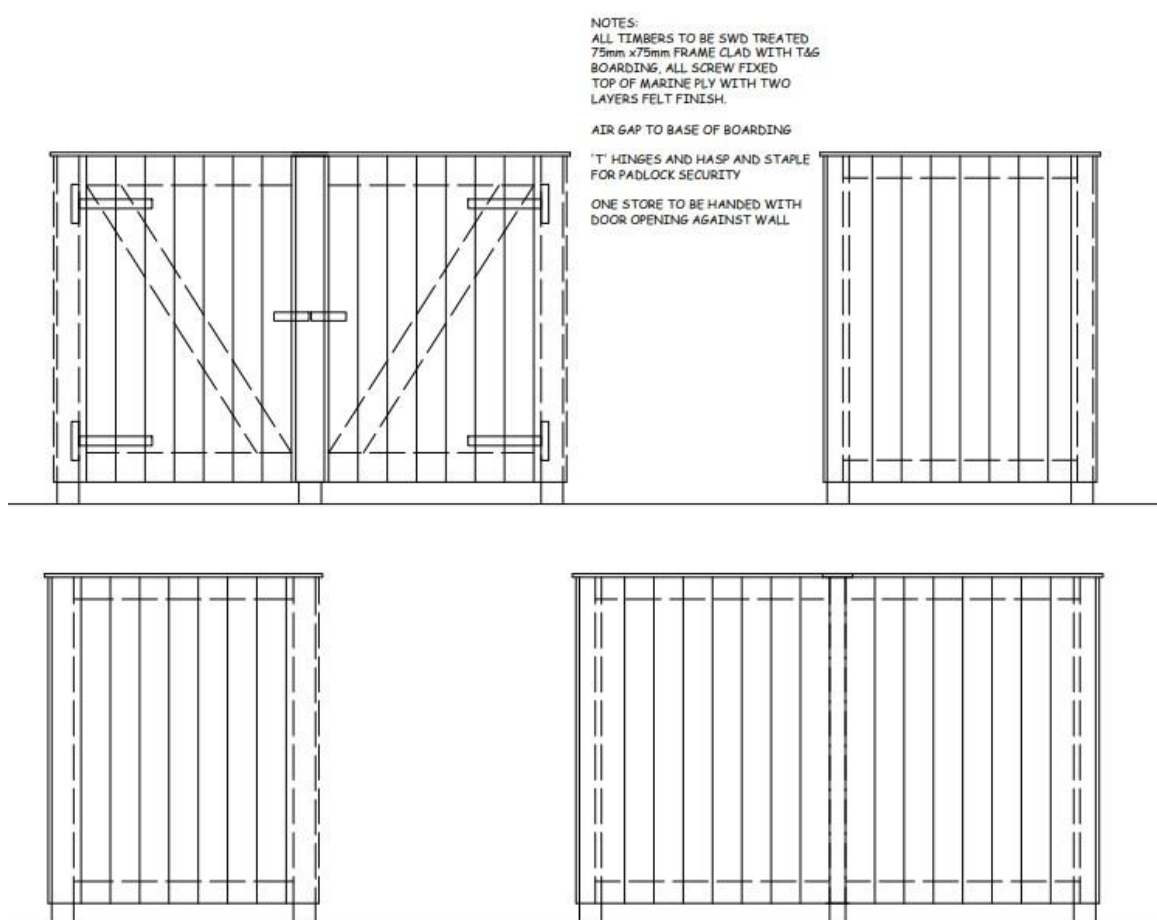 NOTES:
ALL TIMBERS TO BE SWD TREATED
75mm x75mm FRAME CLAD WITH T&G
BOARDING, ALL SCREW FIXED
TOP OF MARINE PLY WITH TWO
LAYERS FELT FINISH.
AIR GAP TO BASE OF BOARDING
'T' HINGES AND HASP AND STAPLE
FOR PADLOCK SECURITY
ONE STORE TO BE HANDED WITH
DOOR OPENING AGAINST WALL